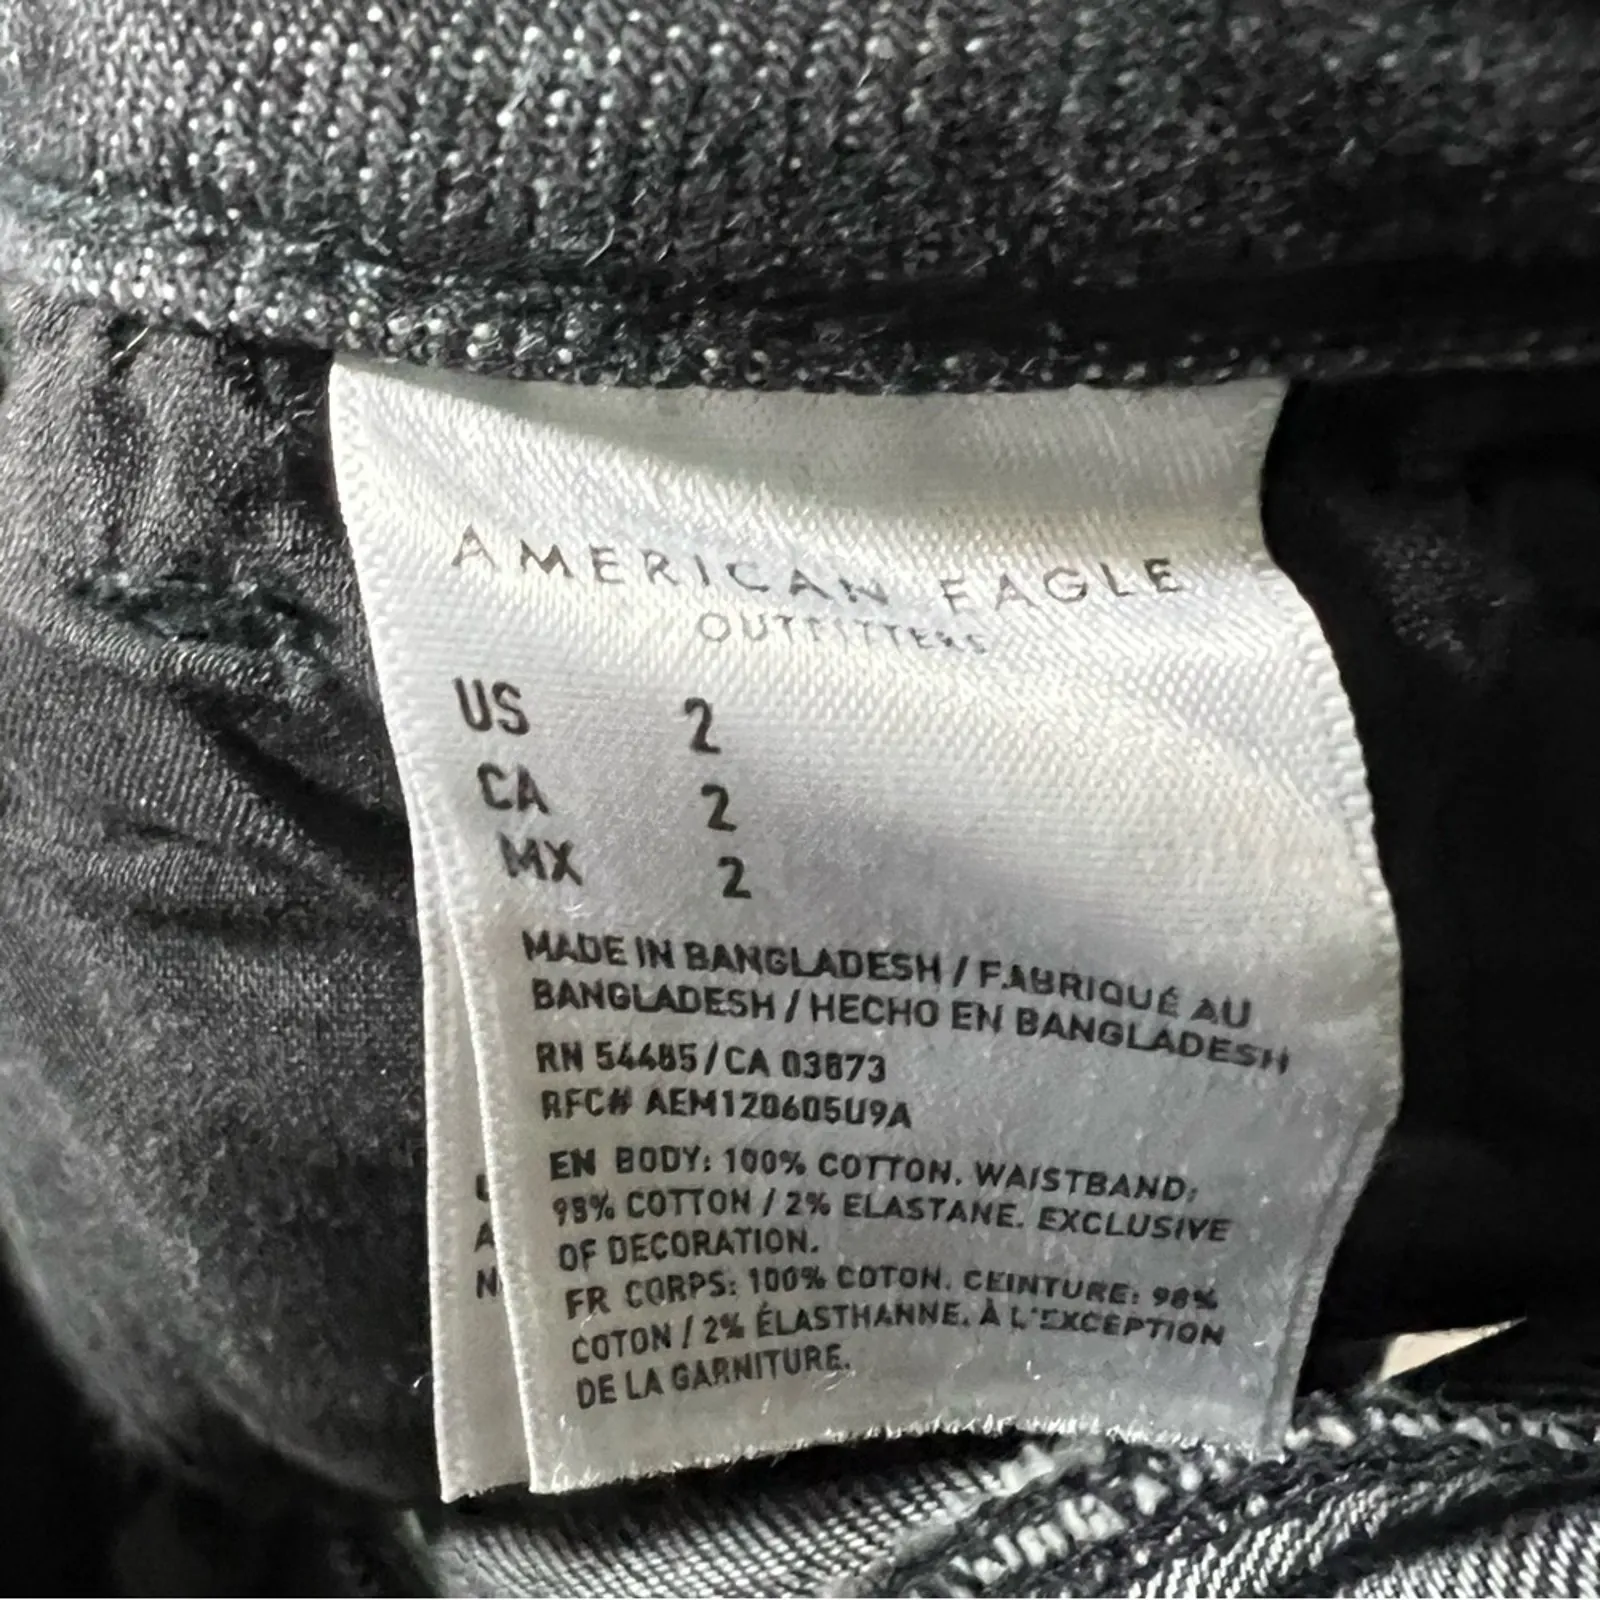 AMERICAN EAGLE
OUTFITTERS
US 2
CA 2
MX 2
MADE IN BANGLADESH / FABRIQUÉ AU
BANGLADESH / HECHO EN BANGLADESH
RN 54485/CA 03873
RFC# AEM120605U9A
EN BODY: 100% COTTON. WAISTBAND:
98% COTTON / 2% ELASTANE. EXCLUSIVE
OF DECORATION.
FR CORPS: 100% COTON. CEINTURE: 98%
COTON / 2% ÉLASTHANNE. À L'EXCEPTION
DE LA GARNITURE.